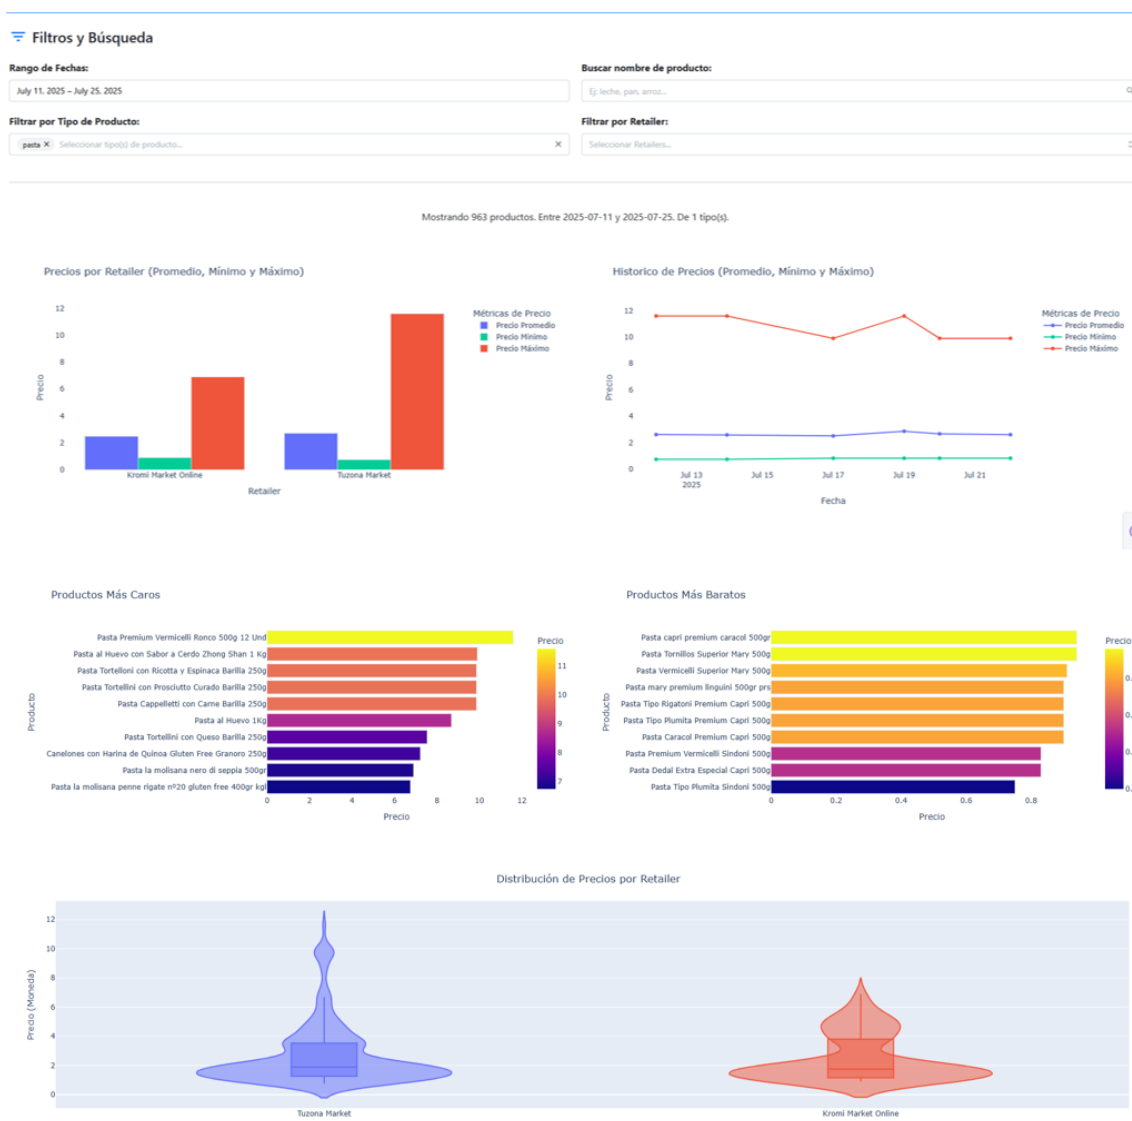 Filtros y Búsqueda
Rango de Fechas:
July 11, 2025 – July 25, 2025
Buscar nombre de producto:
Ej: leche, pan, arroz...
Filtrar por Tipo de Producto:
pasta × Seleccionar tipo(s) de producto... ×
Filtrar por Retailer:
Seleccionar Retailers...
Mostrando 963 productos. Entre 2025-07-11 y 2025-07-25. De 1 tipo(s).
Precios por Retailer (Promedio, Mínimo y Máximo)
12
10
8
6
4
2
0
Precio
Kromi Market Online
Tuzona Market
Retailer
Métricas de Precio
Precio Promedio
Precio Mínimo
Precio Máximo
Historico de Precios (Promedio, Mínimo y Máximo)
12
10
8
6
4
2
0
Precio
Jul 13
2025
Jul 15
Jul 17
Jul 19
Jul 21
Fecha
Métricas de Precio
Precio Promedio
Precio Mínimo
Precio Máximo
Productos Más Caros
Producto
Pasta Premium Vermicelli Ronco 500g 12 Und
Pasta al Huevo con Sabor a Cerdo Zhong Shan 1 Kg
Pasta Tortelloni con Ricotta y Espinaca Barilla 250g
Pasta Tortellini con Prosciutto Curado Barilla 250g
Pasta Cappelletti con Carne Barilla 250g
Pasta al Huevo 1Kg
Pasta Tortellini con Queso Barilla 250g
Canelones con Harina de Quinoa Gluten Free Granoro 250g
Pasta la molisana nero di seppia 500gr
Pasta la molisana penne rigate nº20 gluten free 400gr kgl
0 2 4 6 8 10 12
Precio
Precio
11
10
9
8
7
Productos Más Baratos
Producto
Pasta capri premium caracol 500gr
Pasta Tornillos Superior Mary 500g
Pasta Vermicelli Superior Mary 500g
Pasta mary premium linguini 500gr prs
Pasta Tipo Rigatoni Premium Capri 500g
Pasta Tipo Plumita Premium Capri 500g
Pasta Caracol Premium Capri 500g
Pasta Premium Vermicelli Sindoni 500g
Pasta Dedal Extra Especial Capri 500g
Pasta Tipo Plumita Sindoni 500g
0 0.2 0.4 0.6 0.8
Precio
Precio
0.
0.
0.
0.
Distribución de Precios por Retailer
Precio (Moneda)
12
10
8
6
4
2
0
Tuzona Market
Kromi Market Online